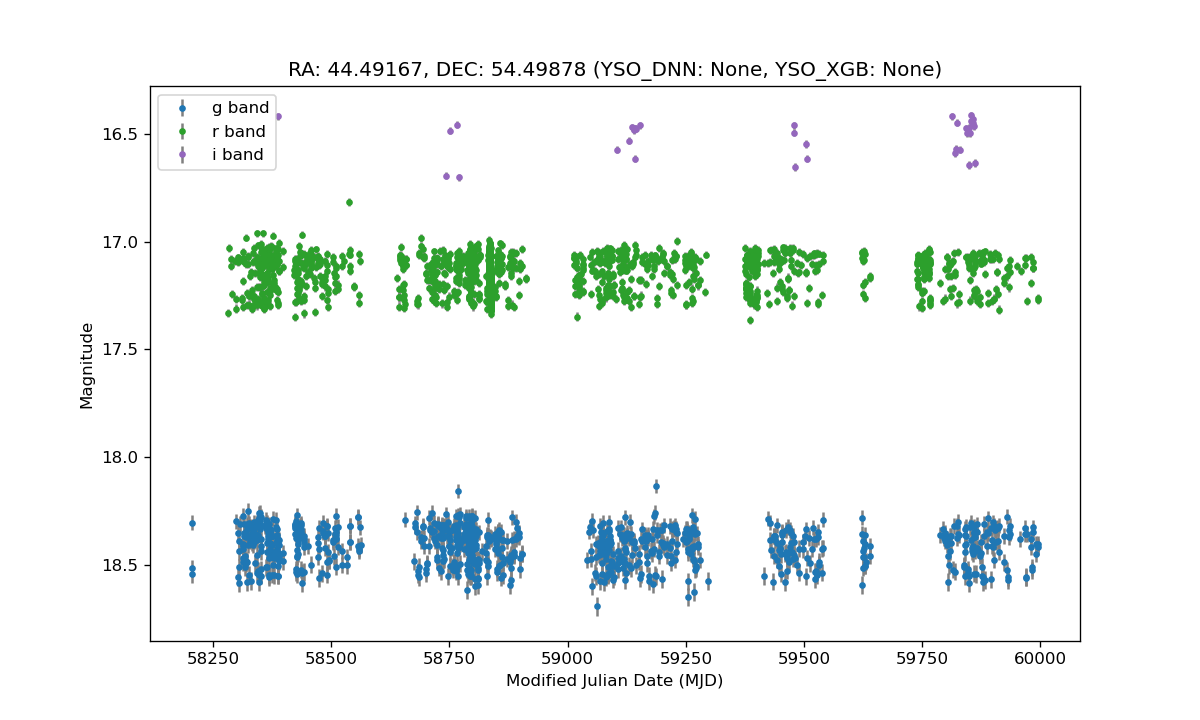 RA: 44.49167, DEC: 54.49878 (YSO_DNN: None, YSO_XGB: None)
g band
r band
i band
16.5
17.0
17.5
18.0
18.5
Magnitude
58250 58500 58750 59000 59250 59500 59750 60000
Modified Julian Date (MJD)